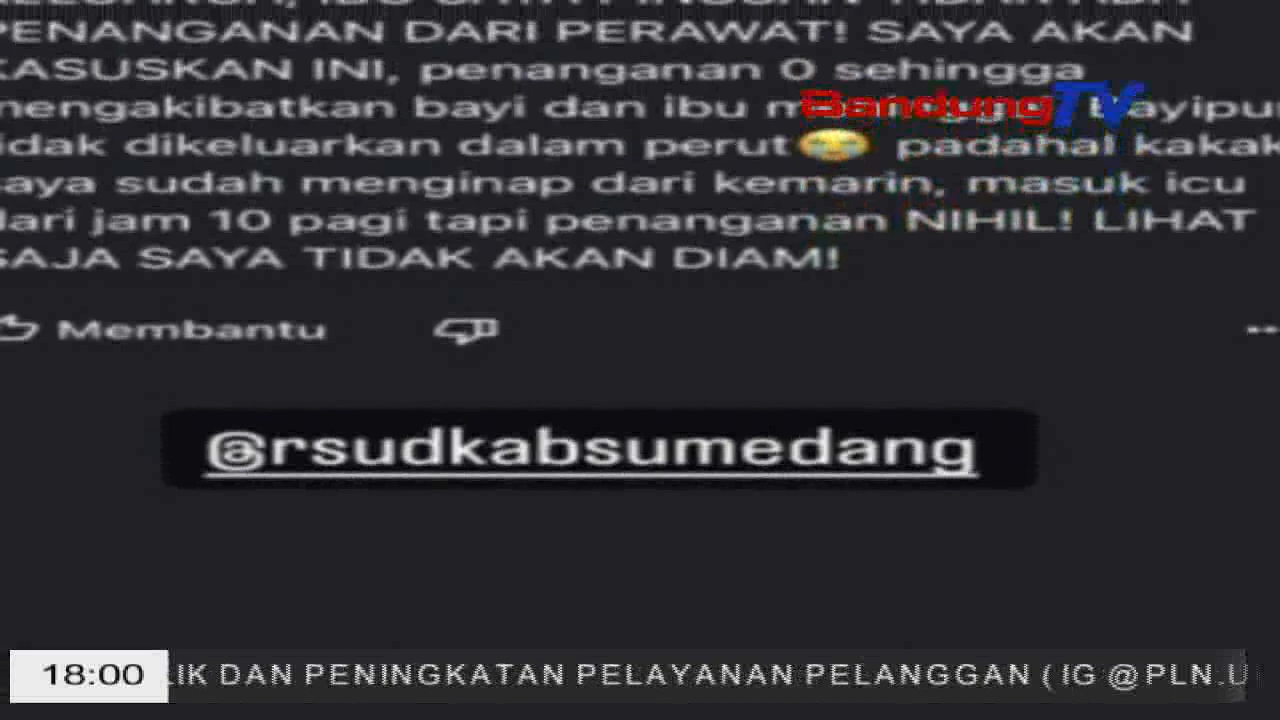 PENANGANAN DARI PERAWAT! SAYA AKAN
KASUSKAN INI, penanganan 0 sehingga
mengakibatkan bayi dan ibu
BandungTV
tidak dikeluarkan dalam perut😭 padahal kakak
saya sudah menginap dari kemarin, masuk icu
dari jam 10 pagi tapi penanganan NIHIL! LIHAT
SAJA SAYA TIDAK AKAN DIAM!
Membantu
@rsudkabsumedang
18:00 LIK DAN PENINGKATAN PELAYANAN PELANGGAN ( IG @PLN.U